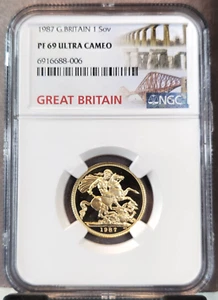 1987 G.BRITAIN 1 Sov
PF 69 ULTRA CAMEO
6916688-006
GREAT BRITAIN
NGC
1987